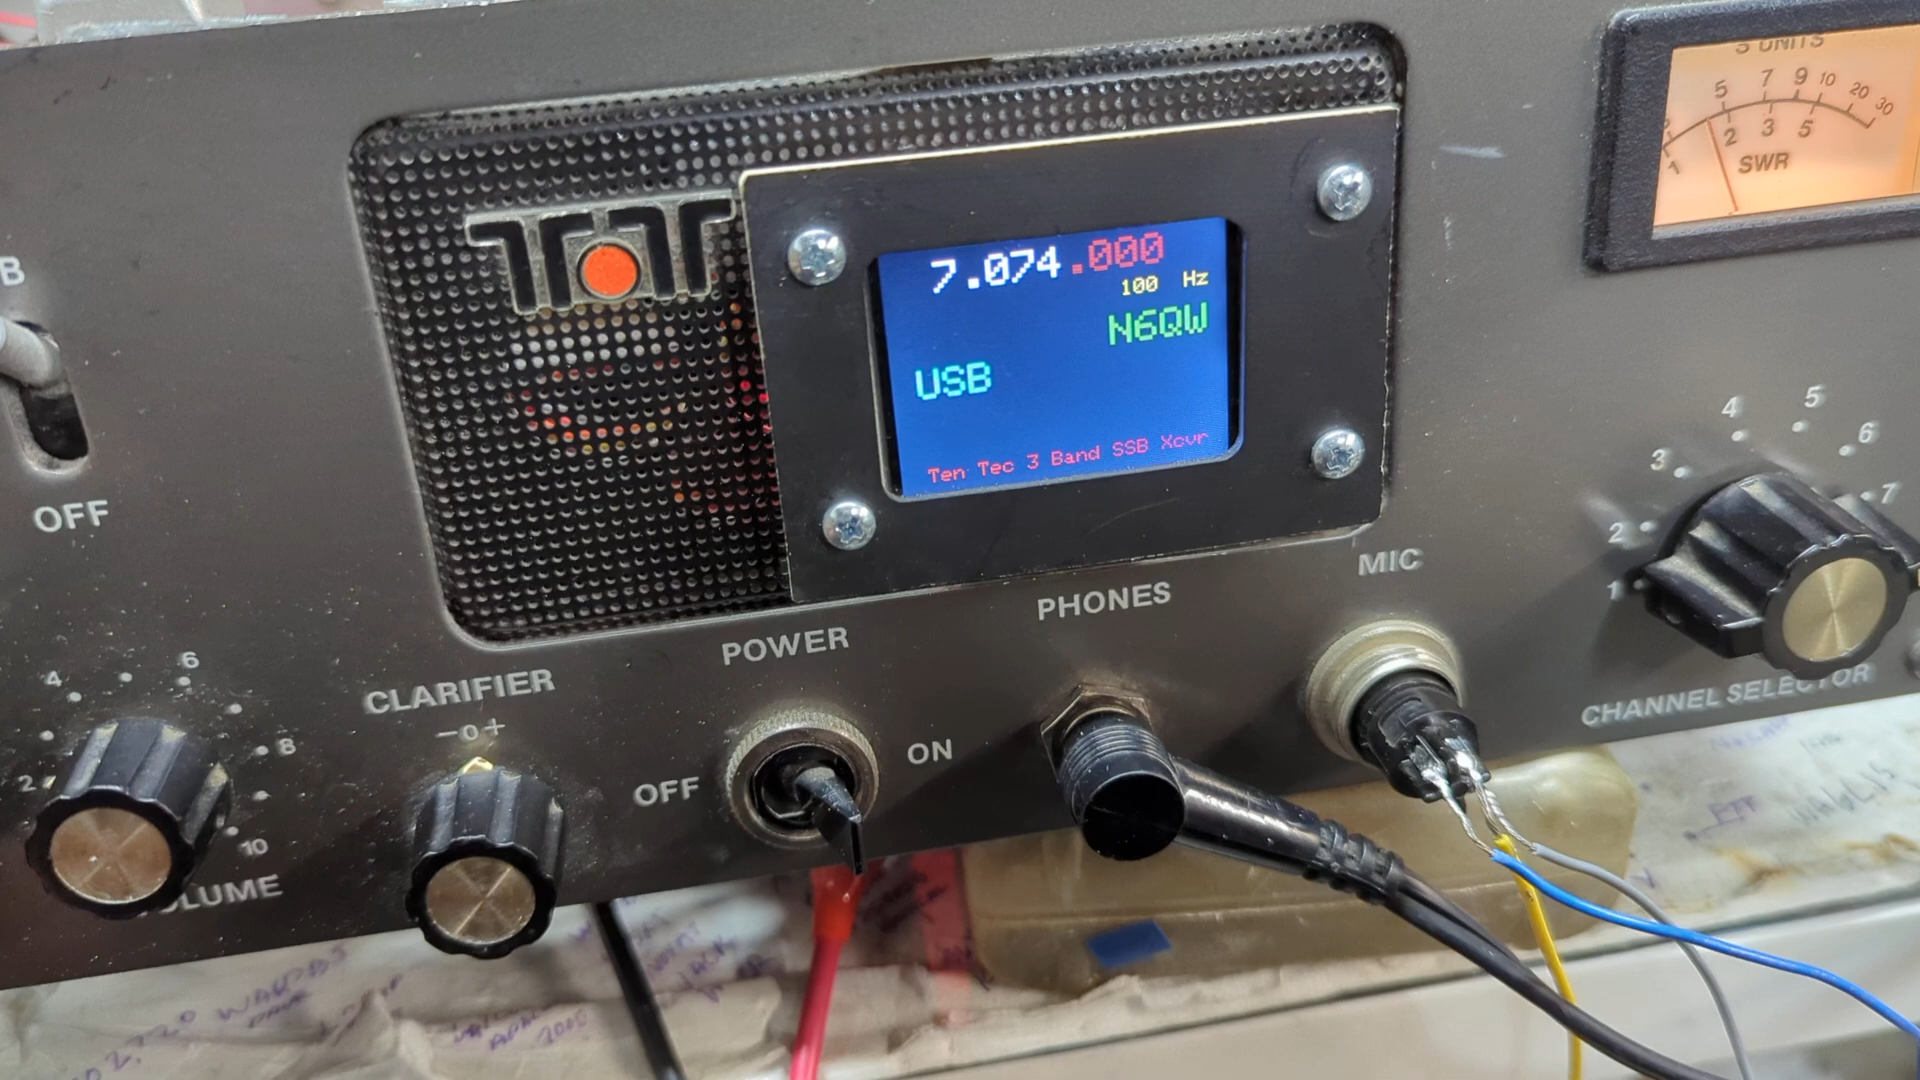 S UNITS
5 7 9 10 20 30
1 2 3 5
SWR
7.074.000
100 Hz
N6QW
USB
Ten Tec 3 Band SSB Xcvr
B
OFF
4 6
2 8
10
VOLUME
CLARIFIER
-0+
POWER
OFF ON
PHONES
MIC
1 2 3 4 5 6 7
CHANNEL SELECTOR